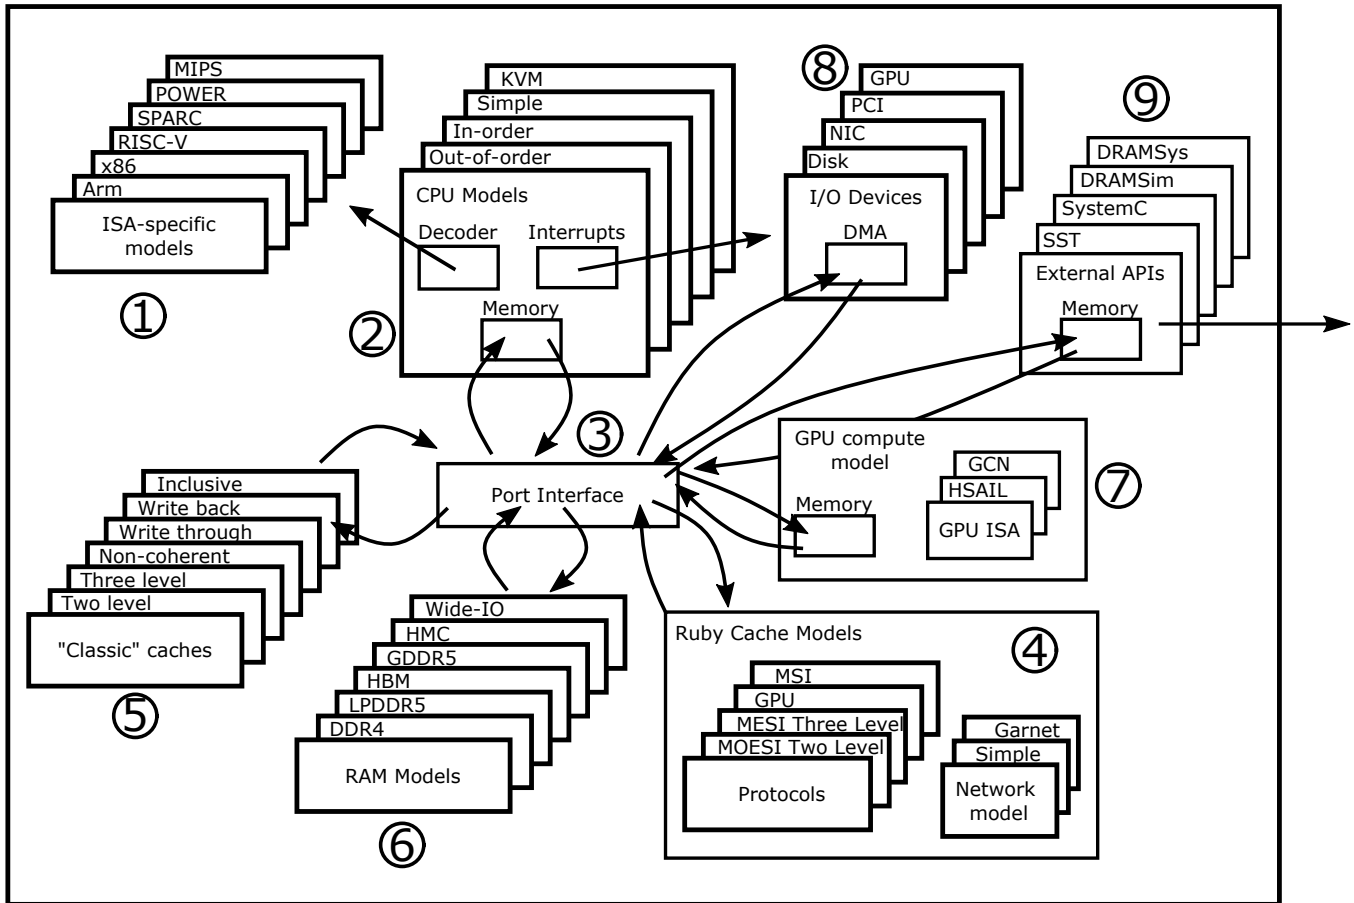 MIPS
POWER
SPARC
RISC-V
x86
Arm
ISA-specific
models
1
KVM
Simple
In-order
Out-of-order
CPU Models
Decoder
Interrupts
Memory
2
8
GPU
PCI
NIC
Disk
I/O Devices
DMA
9
DRAMSys
DRAMSim
SystemC
SST
External APIs
Memory
3
Port Interface
GPU compute
model
Memory
GCN
HSAIL
GPU ISA
7
Inclusive
Write back
Write through
Non-coherent
Three level
Two level
"Classic" caches
5
Wide-IO
HMC
GDDR5
HBM
LPDDR5
DDR4
RAM Models
6
Ruby Cache Models
4
MSI
GPU
MESI Three Level
MOESI Two Level
Protocols
Garnet
Simple
Network
model